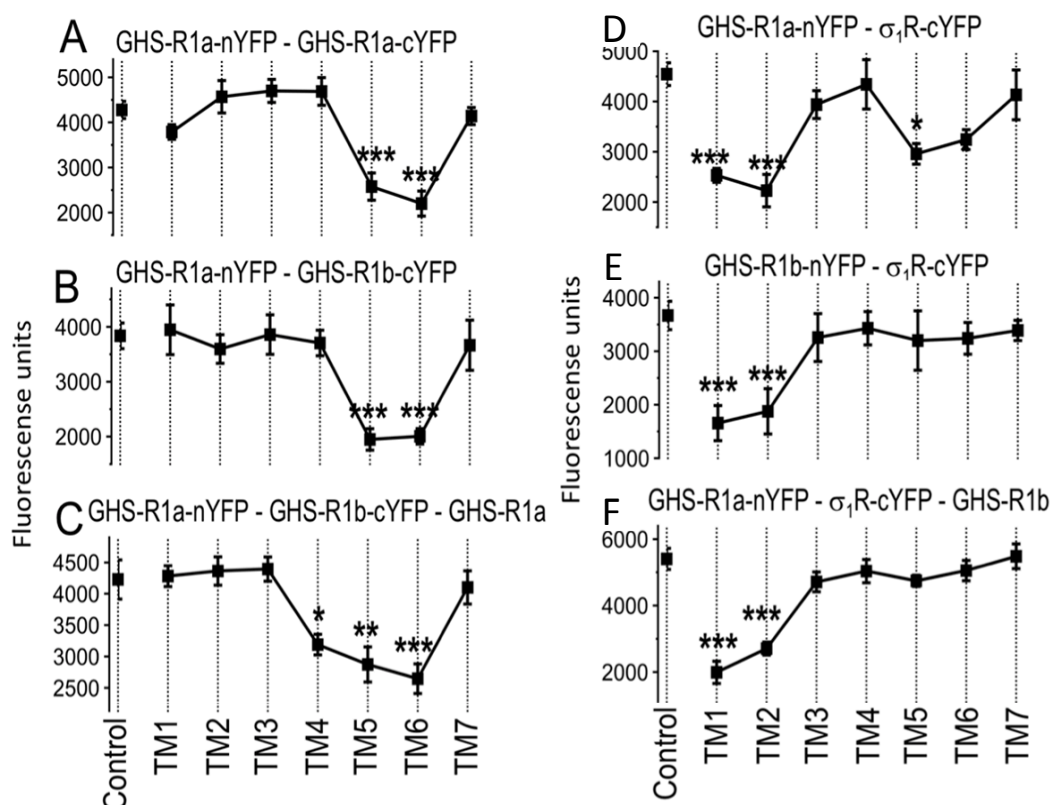 A
GHS-R1a-nYFP - GHS-R1a-cYFP
5000
4000
3000
2000
***
***
B
GHS-R1a-nYFP - GHS-R1b-cYFP
4000
3000
2000
***
***
C
GHS-R1a-nYFP - GHS-R1b-cYFP - GHS-R1a
4500
4000
3500
3000
2500
*
**
***
Fluorescense units
Control
TM1
TM2
TM3
TM4
TM5
TM6
TM7
D
GHS-R1a-nYFP - σ₁R-cYFP
5000
4000
3000
2000
***
***
*
E
GHS-R1b-nYFP - σ₁R-cYFP
4000
3000
2000
1000
***
***
F
GHS-R1a-nYFP - σ₁R-cYFP - GHS-R1b
6000
4000
2000
***
***
Fluorescense units
Control
TM1
TM2
TM3
TM4
TM5
TM6
TM7